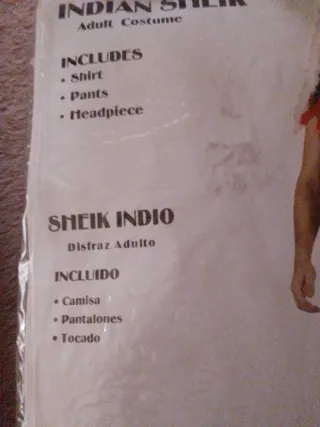 INDIAN SHEIK
Adult Costume
INCLUDES
• Shirt
• Pants
• Headpiece
SHEIK INDIO
Disfraz Adulto
INCLUIDO
• Camisa
• Pantalones
• Tocado